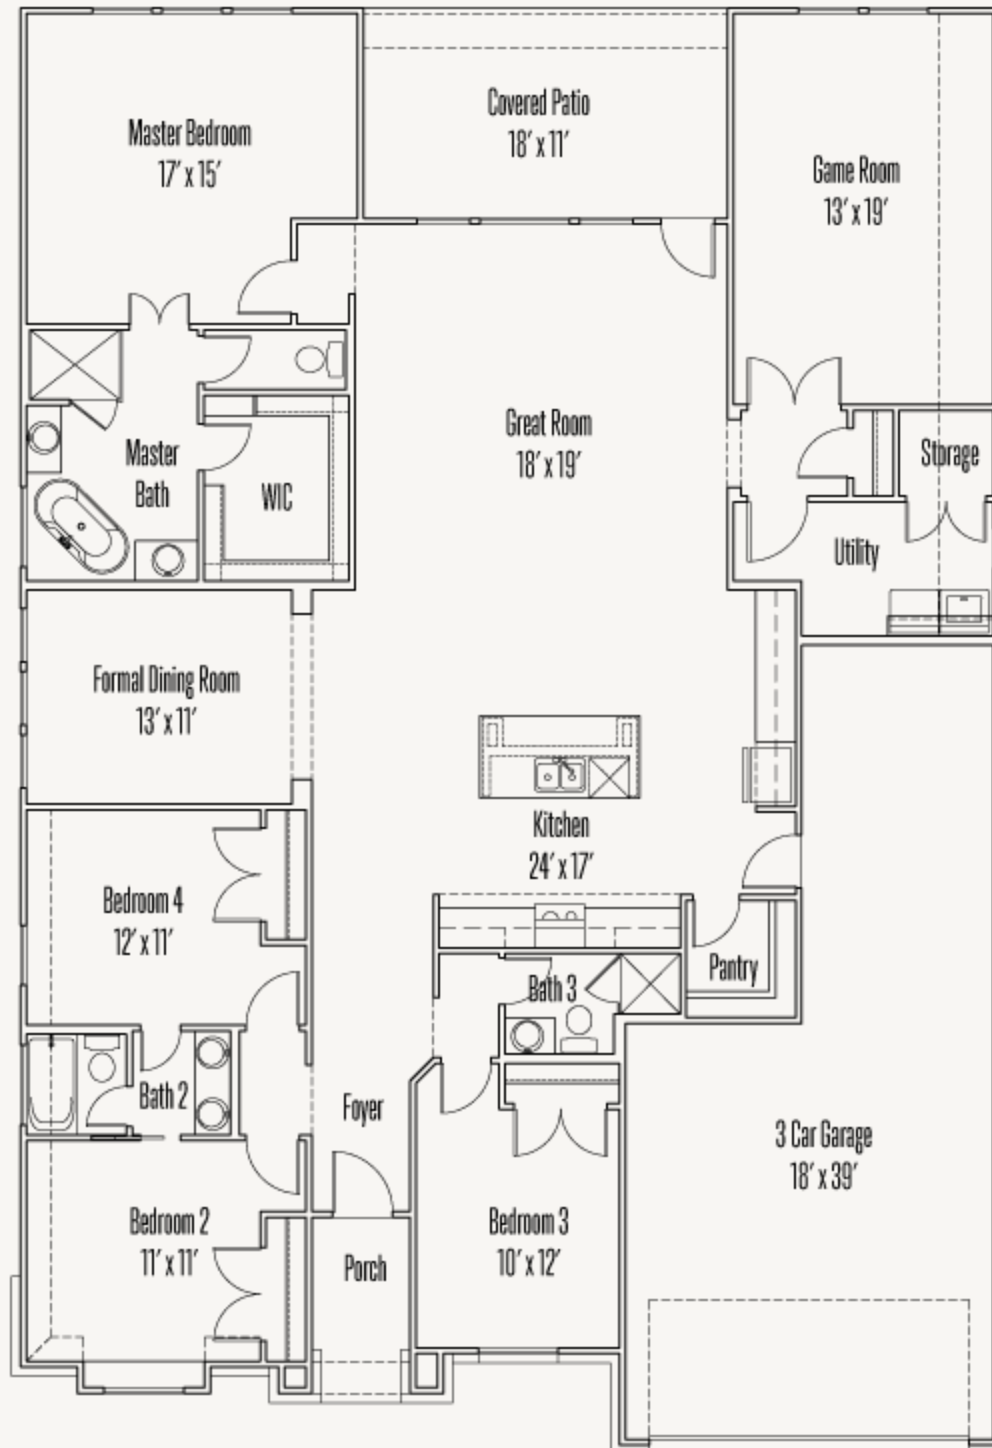 Master Bedroom
17' x 15'
Covered Patio
18' x 11'
Game Room
13' x 19'
Great Room
18' x 19'
Master
Bath
WIC
Storage
Utility
Formal Dining Room
13' x 11'
Kitchen
24' x 17'
Bedroom 4
12' x 11'
Pantry
Bath 3
Bath 2
Foyer
3 Car Garage
18' x 39'
Bedroom 2
11' x 11'
Porch
Bedroom 3
10' x 12'